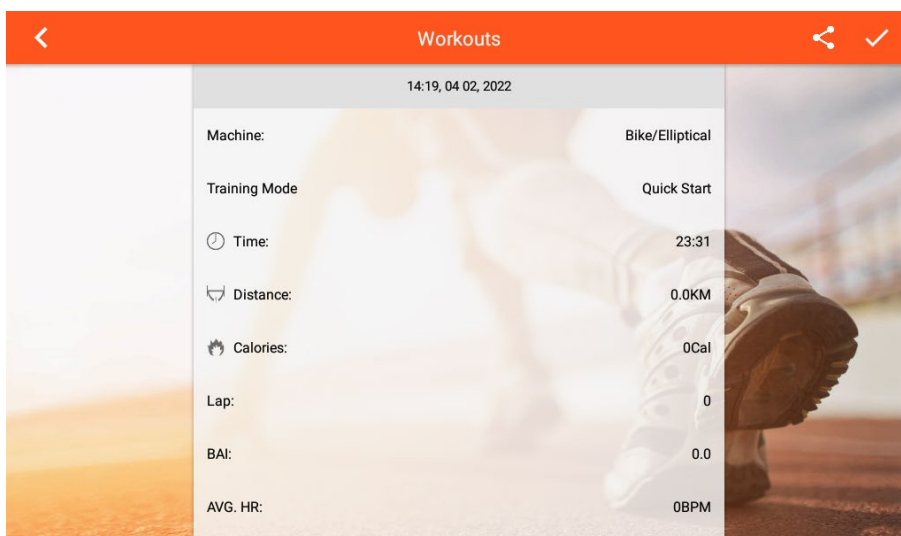 Workouts
14:19, 04 02, 2022
Machine: Bike/Elliptical
Training Mode Quick Start
Time: 23:31
Distance: 0.0KM
Calories: 0Cal
Lap: 0
BAI: 0.0
AVG. HR: 0BPM